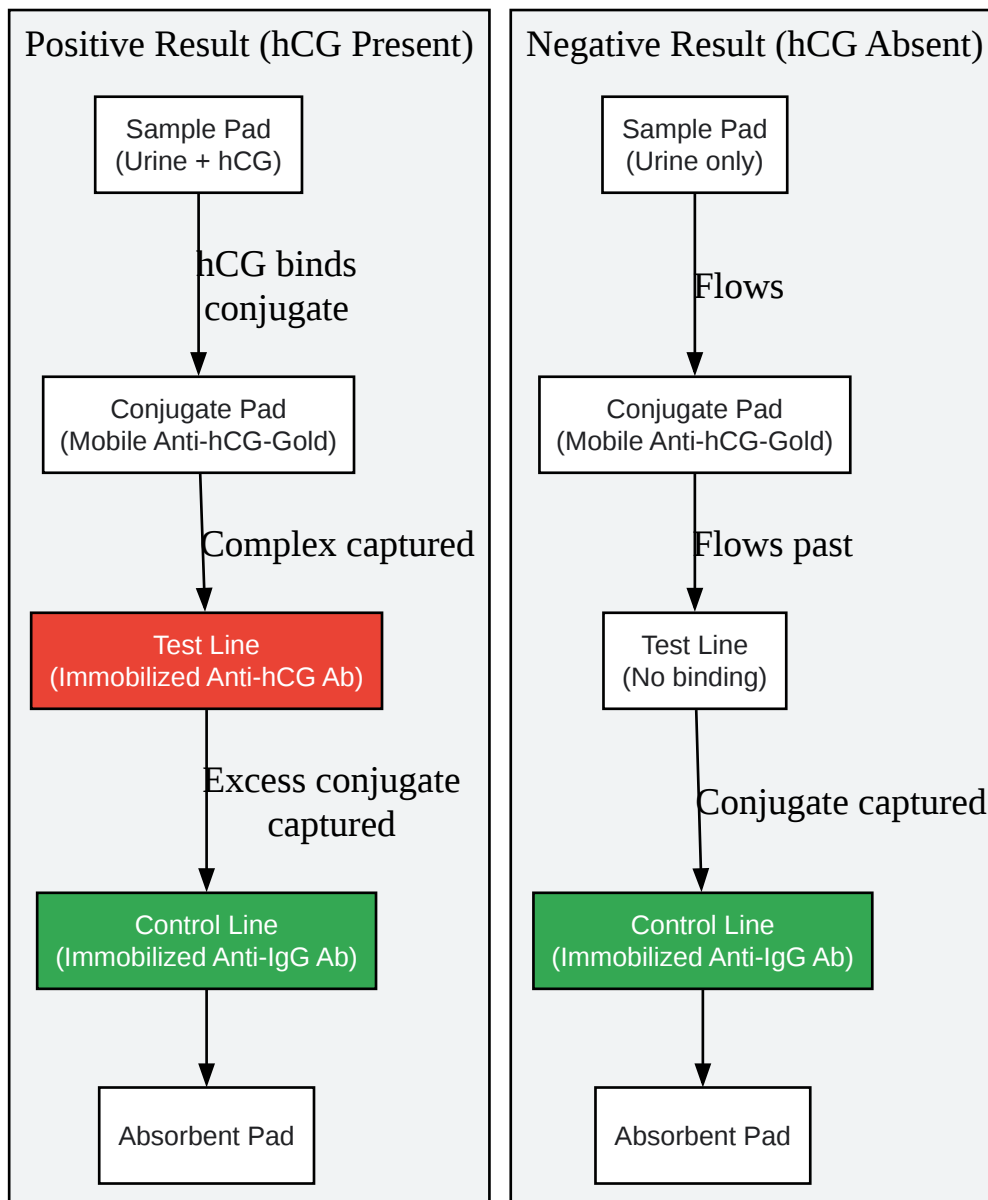 Positive Result (hCG Present)
Sample Pad
(Urine + hCG)
hCG binds
conjugate
Conjugate Pad
(Mobile Anti-hCG-Gold)
Complex captured
Test Line
(Immobilized Anti-hCG Ab)
Excess conjugate
captured
Control Line
(Immobilized Anti-IgG Ab)
Absorbent Pad
Negative Result (hCG Absent)
Sample Pad
(Urine only)
Flows
Conjugate Pad
(Mobile Anti-hCG-Gold)
Flows past
Test Line
(No binding)
Conjugate captured
Control Line
(Immobilized Anti-IgG Ab)
Absorbent Pad